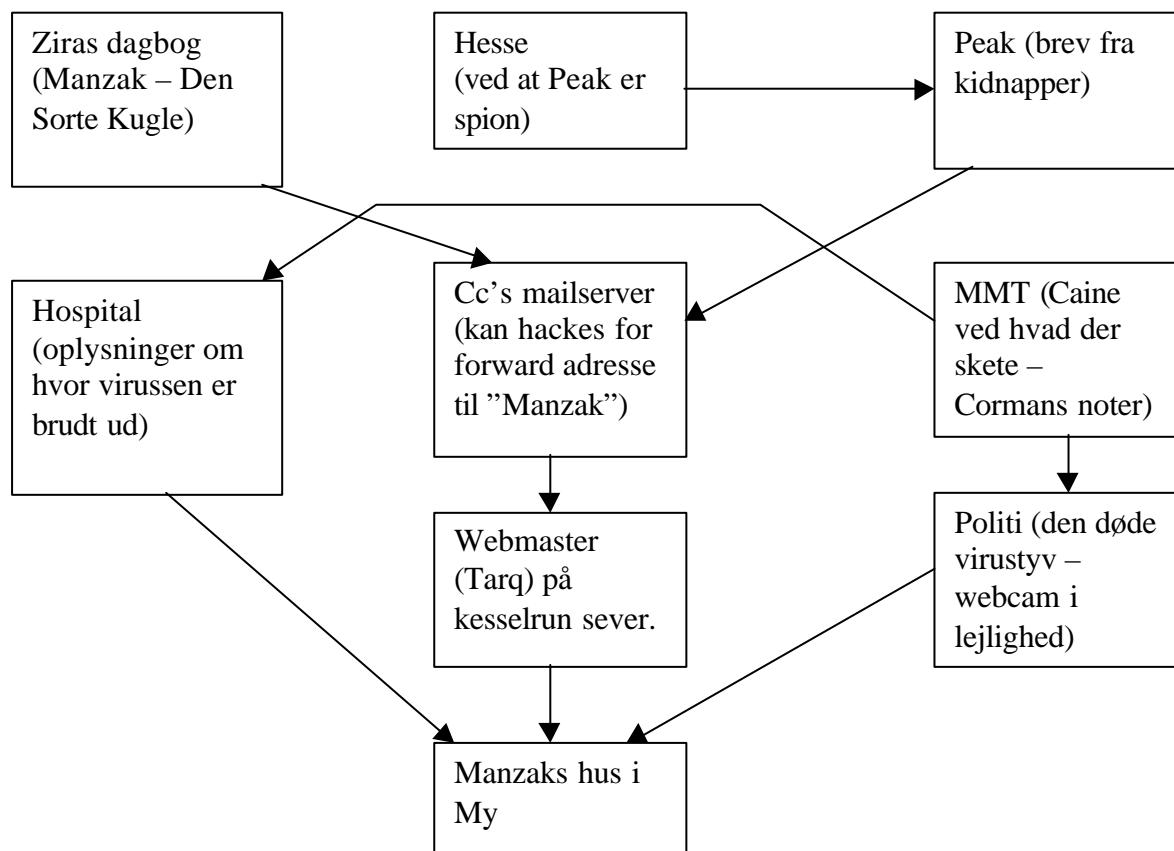 Ziras dagbog
(Manzak – Den
Sorte Kugle)
Hesse
(ved at Peak er
spion)
Peak (brev fra
kidnapper)
Hospital
(oplysninger om
hvor virussen er
brudt ud)
Cc’s mailserver
(kan hackes for
forward adresse
til ”Manzak”)
MMT (Caine
ved hvad der
skete –
Cormans noter)
Webmaster
(Tarq) på
kesselrun sever.
Politi (den døde
virustyv –
webcam i
lejlighed)
Manzaks hus i
My